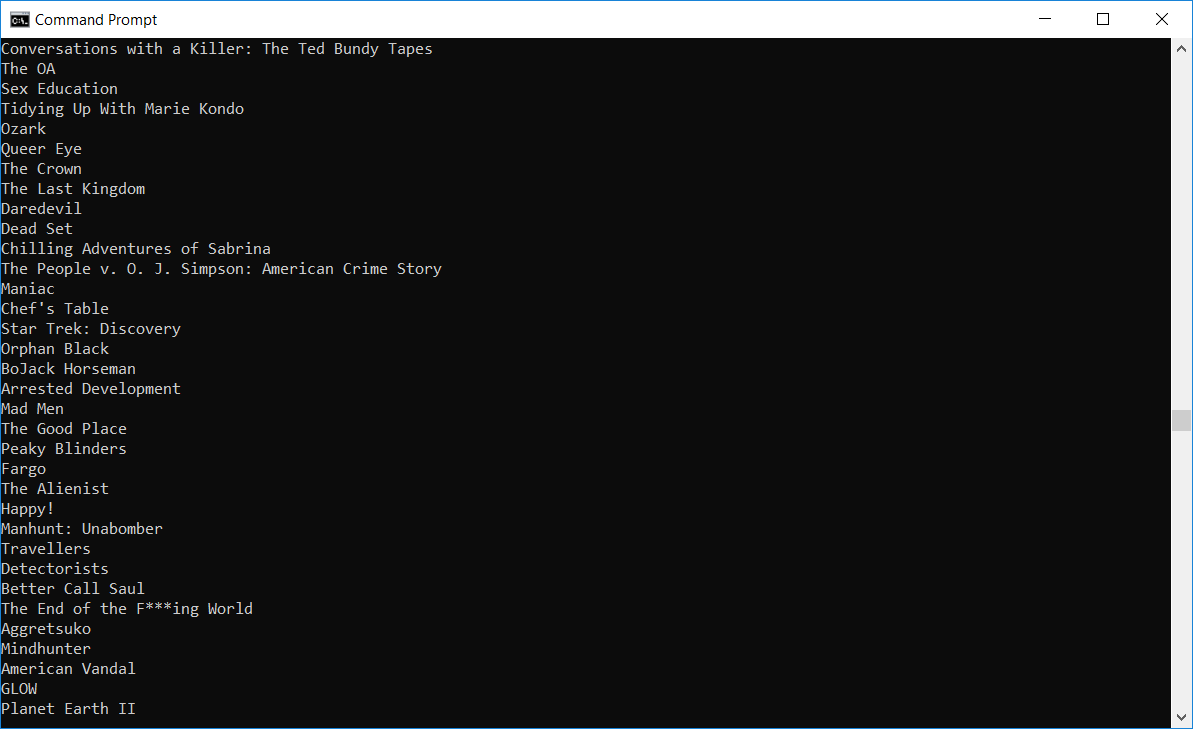 Command Prompt
Conversations with a Killer: The Ted Bundy Tapes
The OA
Sex Education
Tidying Up With Marie Kondo
Ozark
Queer Eye
The Crown
The Last Kingdom
Daredevil
Dead Set
Chilling Adventures of Sabrina
The People v. O. J. Simpson: American Crime Story
Maniac
Chef's Table
Star Trek: Discovery
Orphan Black
BoJack Horseman
Arrested Development
Mad Men
The Good Place
Peaky Blinders
Fargo
The Alienist
Happy!
Manhunt: Unabomber
Travellers
Detectorists
Better Call Saul
The End of the F***ing World
Aggretsuko
Mindhunter
American Vandal
GLOW
Planet Earth II